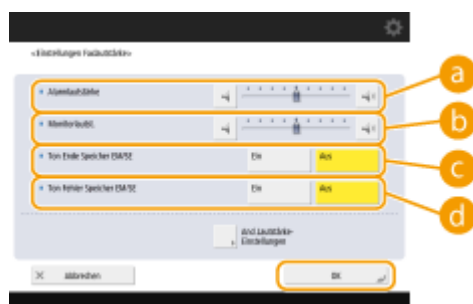 <Einstellungen Faxlautstärke>
Alarmlautstärke
a
Monitorlautst.
b
Ton Ende Speicher EM/SE
Ein
Aus
c
Ton Fehler Speicher EM/SE
Ein
Aus
d
And. Lautstärke-
Einstellungen
Abbrechen
OK